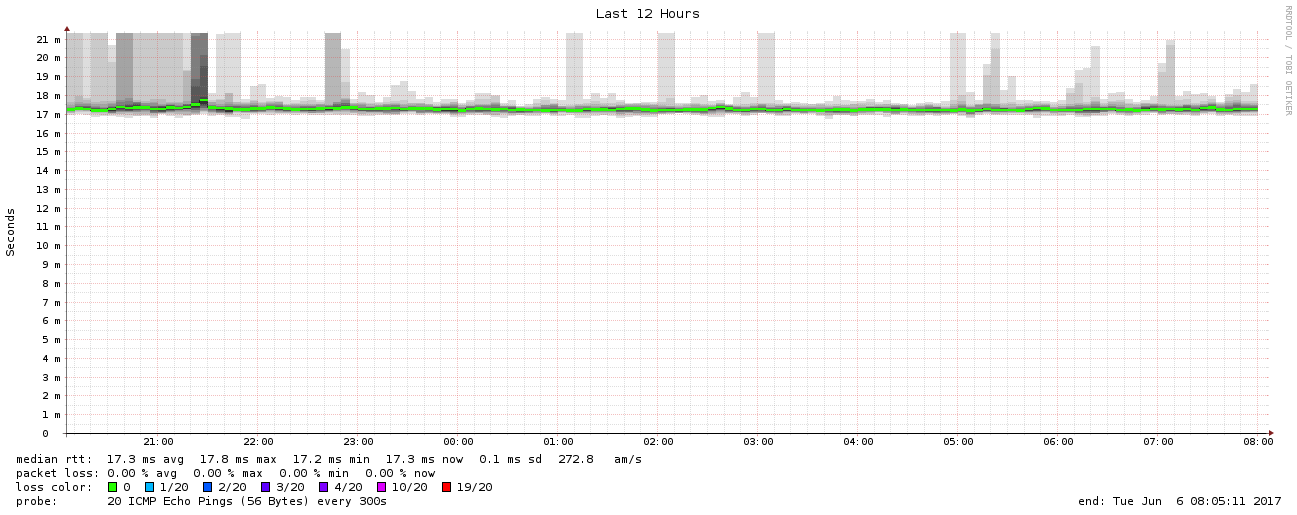 Last 12 Hours
RRDTOOL / TOBI OETIKER
Seconds
21 m
20 m
19 m
18 m
17 m
16 m
15 m
14 m
13 m
12 m
11 m
10 m
9 m
8 m
7 m
6 m
5 m
4 m
3 m
2 m
1 m
0
21:00 22:00 23:00 00:00 01:00 02:00 03:00 04:00 05:00 06:00 07:00 08:00
median rtt: 17.3 ms avg 17.8 ms max 17.2 ms min 17.3 ms now 0.1 ms sd 272.8 am/s
packet loss: 0.00 % avg 0.00 % max 0.00 % min 0.00 % now
loss color: 0 1/20 2/20 3/20 4/20 10/20 19/20
probe: 20 ICMP Echo Pings (56 Bytes) every 300s end: Tue Jun 6 08:05:11 2017